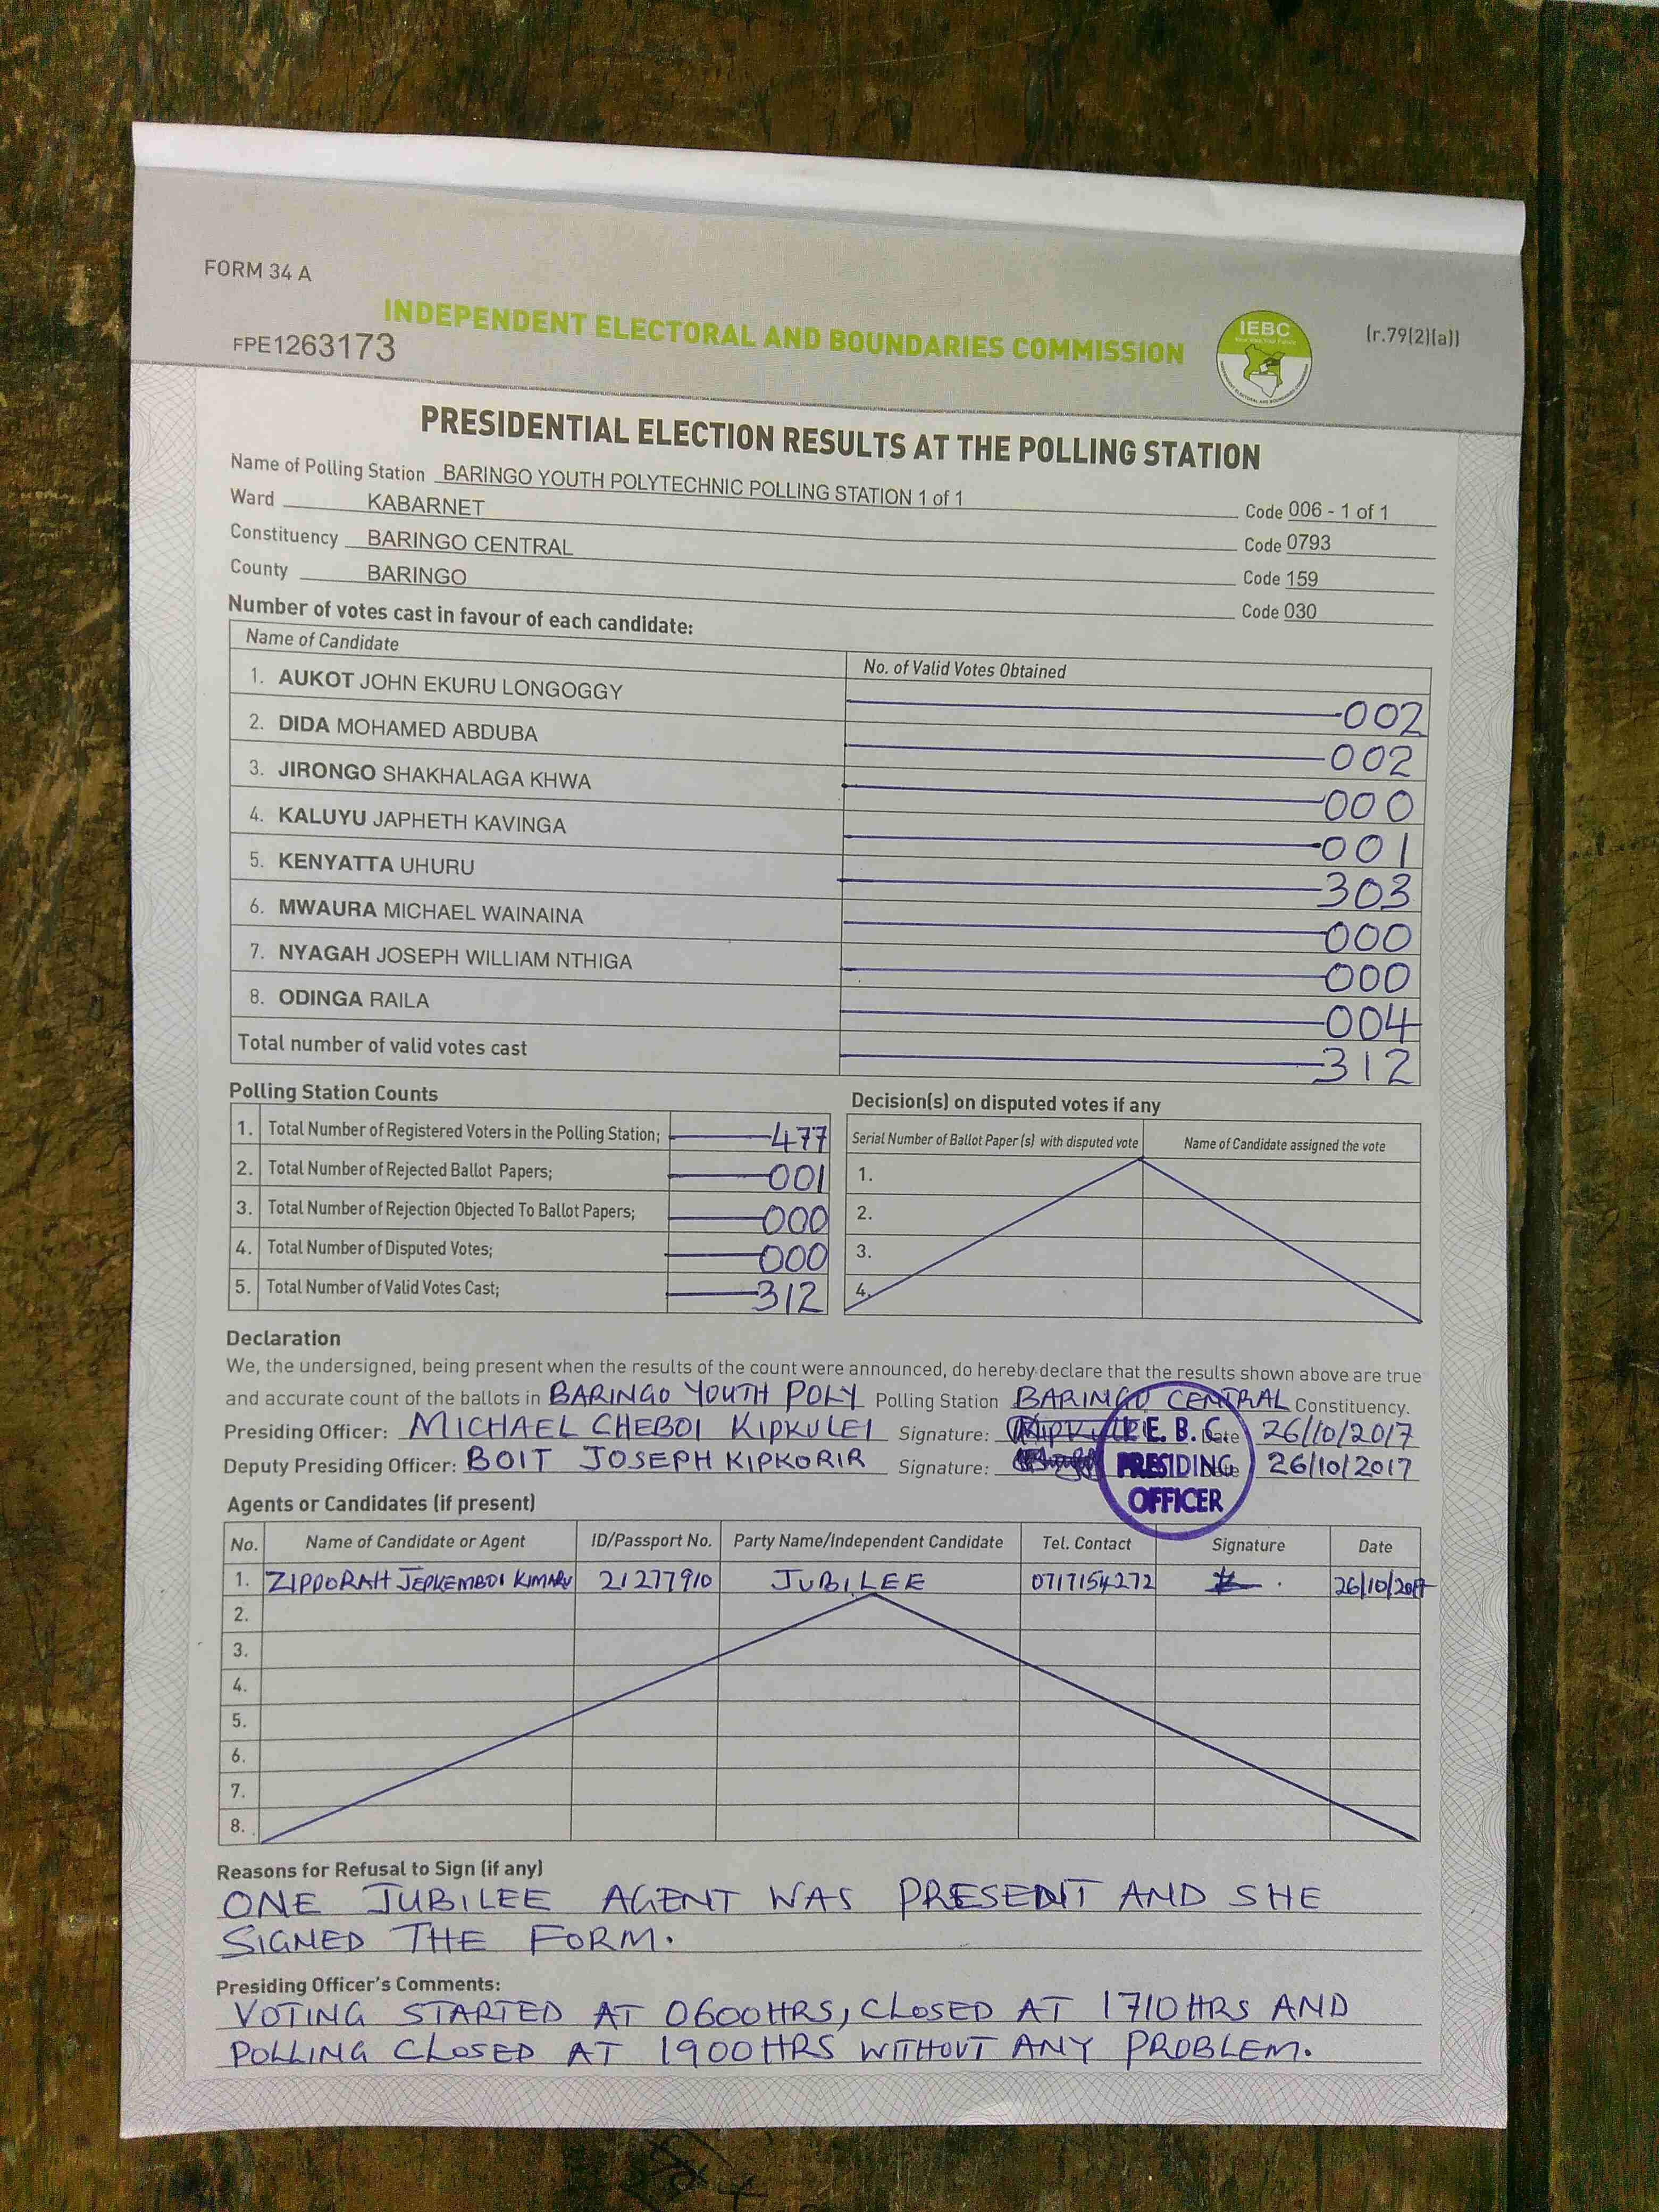 FORM 34 A
INDEPENDENT ELECTORAL AND BOUNDARIES COMMISSION
IEBC
(r.79(2)(a))
FPE1263173
PRESIDENTIAL ELECTION RESULTS AT THE POLLING STATION
Name of Polling Station BARINGO YOUTH POLYTECHNIC POLLING STATION 1 of 1 Code 006 - 1 of 1
Ward KABARNET Code 0793
Constituency BARINGO CENTRAL Code 159
County BARINGO Code 030
Number of votes cast in favour of each candidate:
Name of Candidate No. of Valid Votes Obtained
1. AUKOT JOHN EKURU LONGOGGY 002
2. DIDA MOHAMED ABDUBA 002
3. JIRONGO SHAKHALAGA KHWA 000
4. KALUYU JAPHETH KAVINGA 001
5. KENYATTA UHURU 303
6. MWAURA MICHAEL WAINAINA 000
7. NYAGAH JOSEPH WILLIAM NTHIGA 000
8. ODINGA RAILA 004
Total number of valid votes cast 312
Polling Station Counts
1. Total Number of Registered Voters in the Polling Station; 477
2. Total Number of Rejected Ballot Papers; 001
3. Total Number of Rejection Objected To Ballot Papers; 000
4. Total Number of Disputed Votes; 000
5. Total Number of Valid Votes Cast; 312
Decision(s) on disputed votes if any
Serial Number of Ballot Paper (s) with disputed vote Name of Candidate assigned the vote
1.
2.
3.
4.
Declaration
We, the undersigned, being present when the results of the count were announced, do hereby declare that the results shown above are true
and accurate count of the ballots in BARINGO YOUTH POLY Polling Station BARINGO CENTRAL Constituency.
Presiding Officer: MICHAEL CHEBOI KIPKULEI Signature: Date 26/10/2017
Deputy Presiding Officer: BOIT JOSEPH KIPKORIR Signature: Date 26/10/2017
I. E. B. C.
PRESIDING
OFFICER
Agents or Candidates (if present)
No. Name of Candidate or Agent ID/Passport No. Party Name/Independent Candidate Tel. Contact Signature Date
1. ZIPPORAH JEPKEMBOI KIMARU 21277910 JUBILEE 0717154272 26/10/2017
2.
3.
4.
5.
6.
7.
8.
Reasons for Refusal to Sign (if any)
ONE JUBILEE AGENT WAS PRESENT AND SHE
SIGNED THE FORM.
Presiding Officer's Comments:
VOTING STARTED AT 0600HRS, CLOSED AT 1710HRS AND
POLLING CLOSED AT 1900HRS WITHOUT ANY PROBLEM.